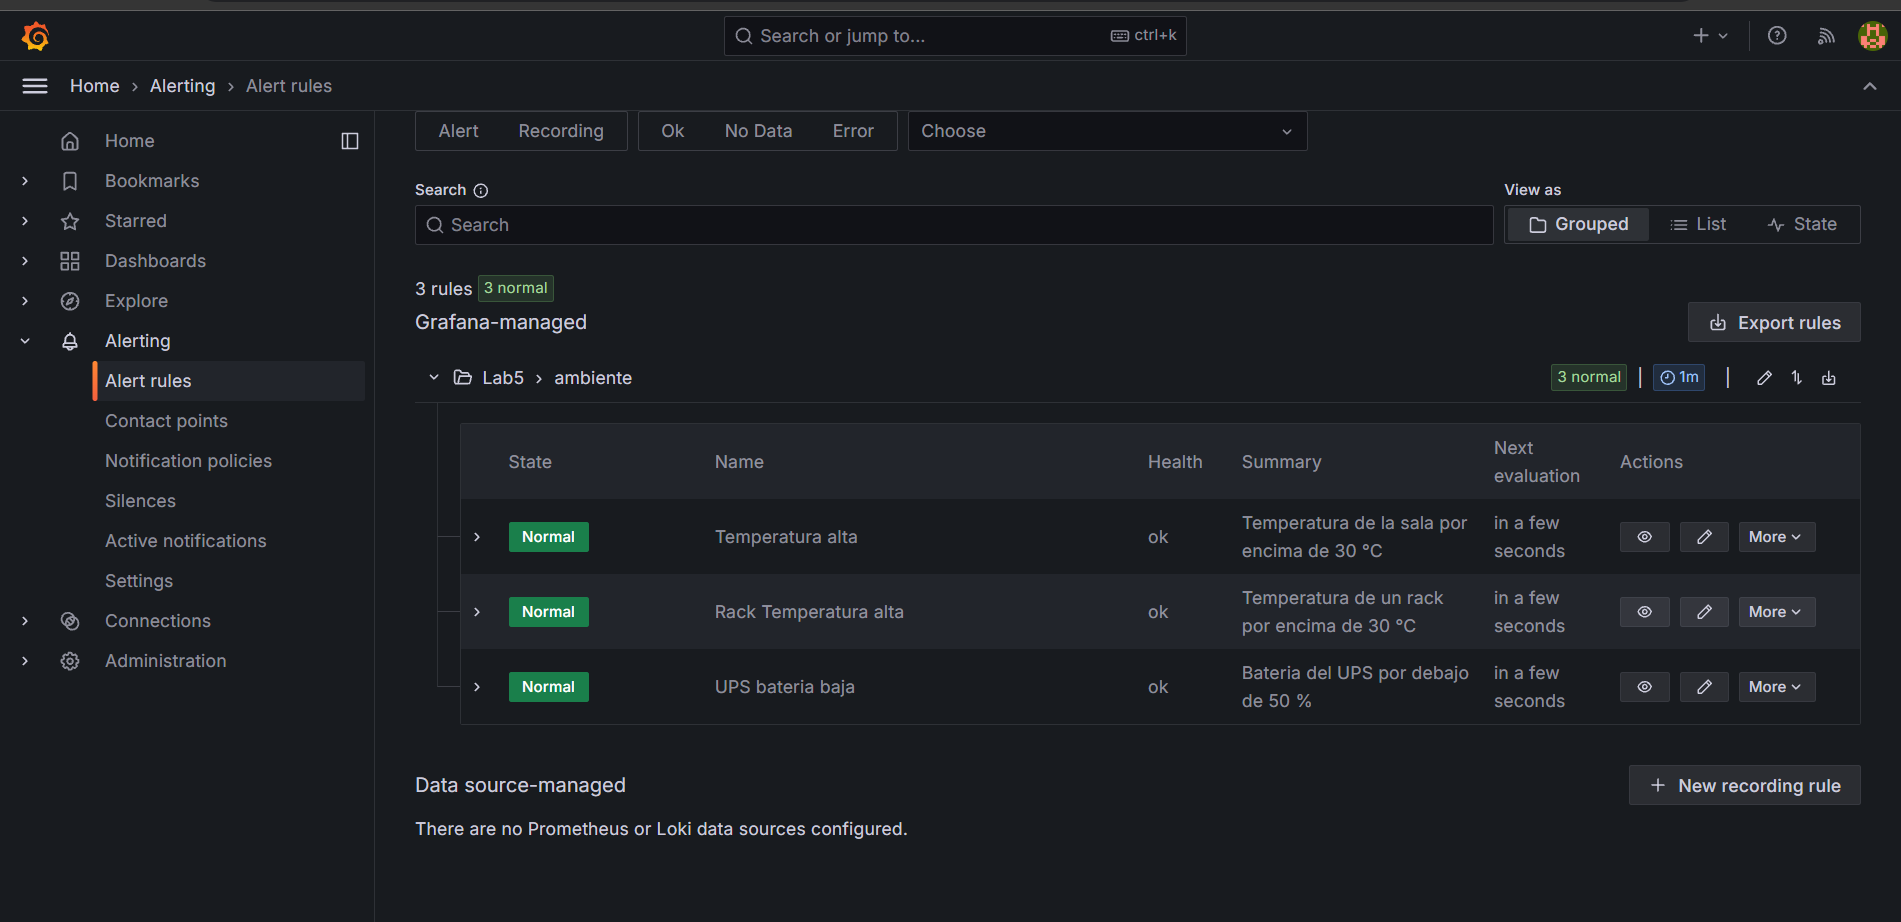 Search or jump to...
ctrl+k
Home
Alerting
Alert rules
Home
Bookmarks
Starred
Dashboards
Explore
Alerting
Alert rules
Contact points
Notification policies
Silences
Active notifications
Settings
Connections
Administration
Alert Recording
Ok No Data Error
Choose
Search
Search
View as
Grouped List State
3 rules 3 normal
Grafana-managed
Export rules
Lab5 ambiente
3 normal | 1m |
State Name Health Summary Next evaluation Actions
Normal
Temperatura alta
ok
Temperatura de la sala por
encima de 30 °C
in a few
seconds
More
Normal
Rack Temperatura alta
ok
Temperatura de un rack
por encima de 30 °C
in a few
seconds
More
Normal
UPS bateria baja
ok
Bateria del UPS por debajo
de 50 %
in a few
seconds
More
Data source-managed
New recording rule
There are no Prometheus or Loki data sources configured.